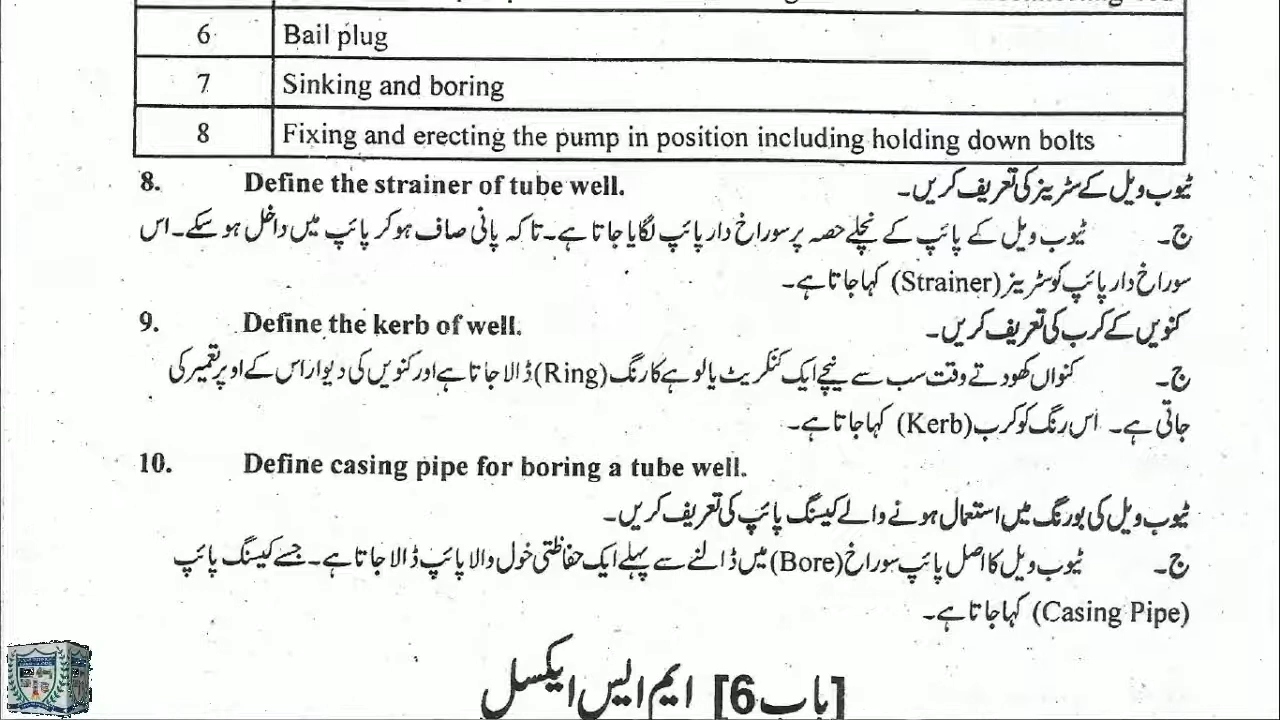 6 Bail plug
7 Sinking and boring
8 Fixing and erecting the pump in position including holding down bolts
8. Define the strainer of tube well. ٹیوب ویل کے سٹرینر کی تعریف کریں۔
ج۔ ٹیوب ویل کے پائپ کے نچلے حصہ پر سوراخ دار پائپ لگایا جاتا ہے۔ تاکہ پانی صاف ہو کر پائپ میں داخل ہو سکے۔ اس
سوراخ دار پائپ کو سٹرینر (Strainer) کہا جاتا ہے۔
9. Define the kerb of well. کنویں کے کرب کی تعریف کریں۔
ج۔ کنواں کھودتے وقت سب سے نیچے ایک کنکریٹ یا لوہے کا رنگ (Ring) ڈالا جاتا ہے اور کنویں کی دیوار اس کے اوپر تعمیر کی
جاتی ہے۔ اس رنگ کو کرب (Kerb) کہا جاتا ہے۔
10. Define casing pipe for boring a tube well.
ٹیوب ویل کی بورنگ میں استعمال ہونے والے کیسنگ پائپ کی تعریف کریں۔
ج۔ ٹیوب ویل کا اصل پائپ سوراخ (Bore) میں ڈالنے سے پہلے ایک حفاظتی خول والا پائپ ڈالا جاتا ہے۔ جسے کیسنگ پائپ
(Casing Pipe) کہا جاتا ہے۔
[باب 6] ایم ایس ایکسل